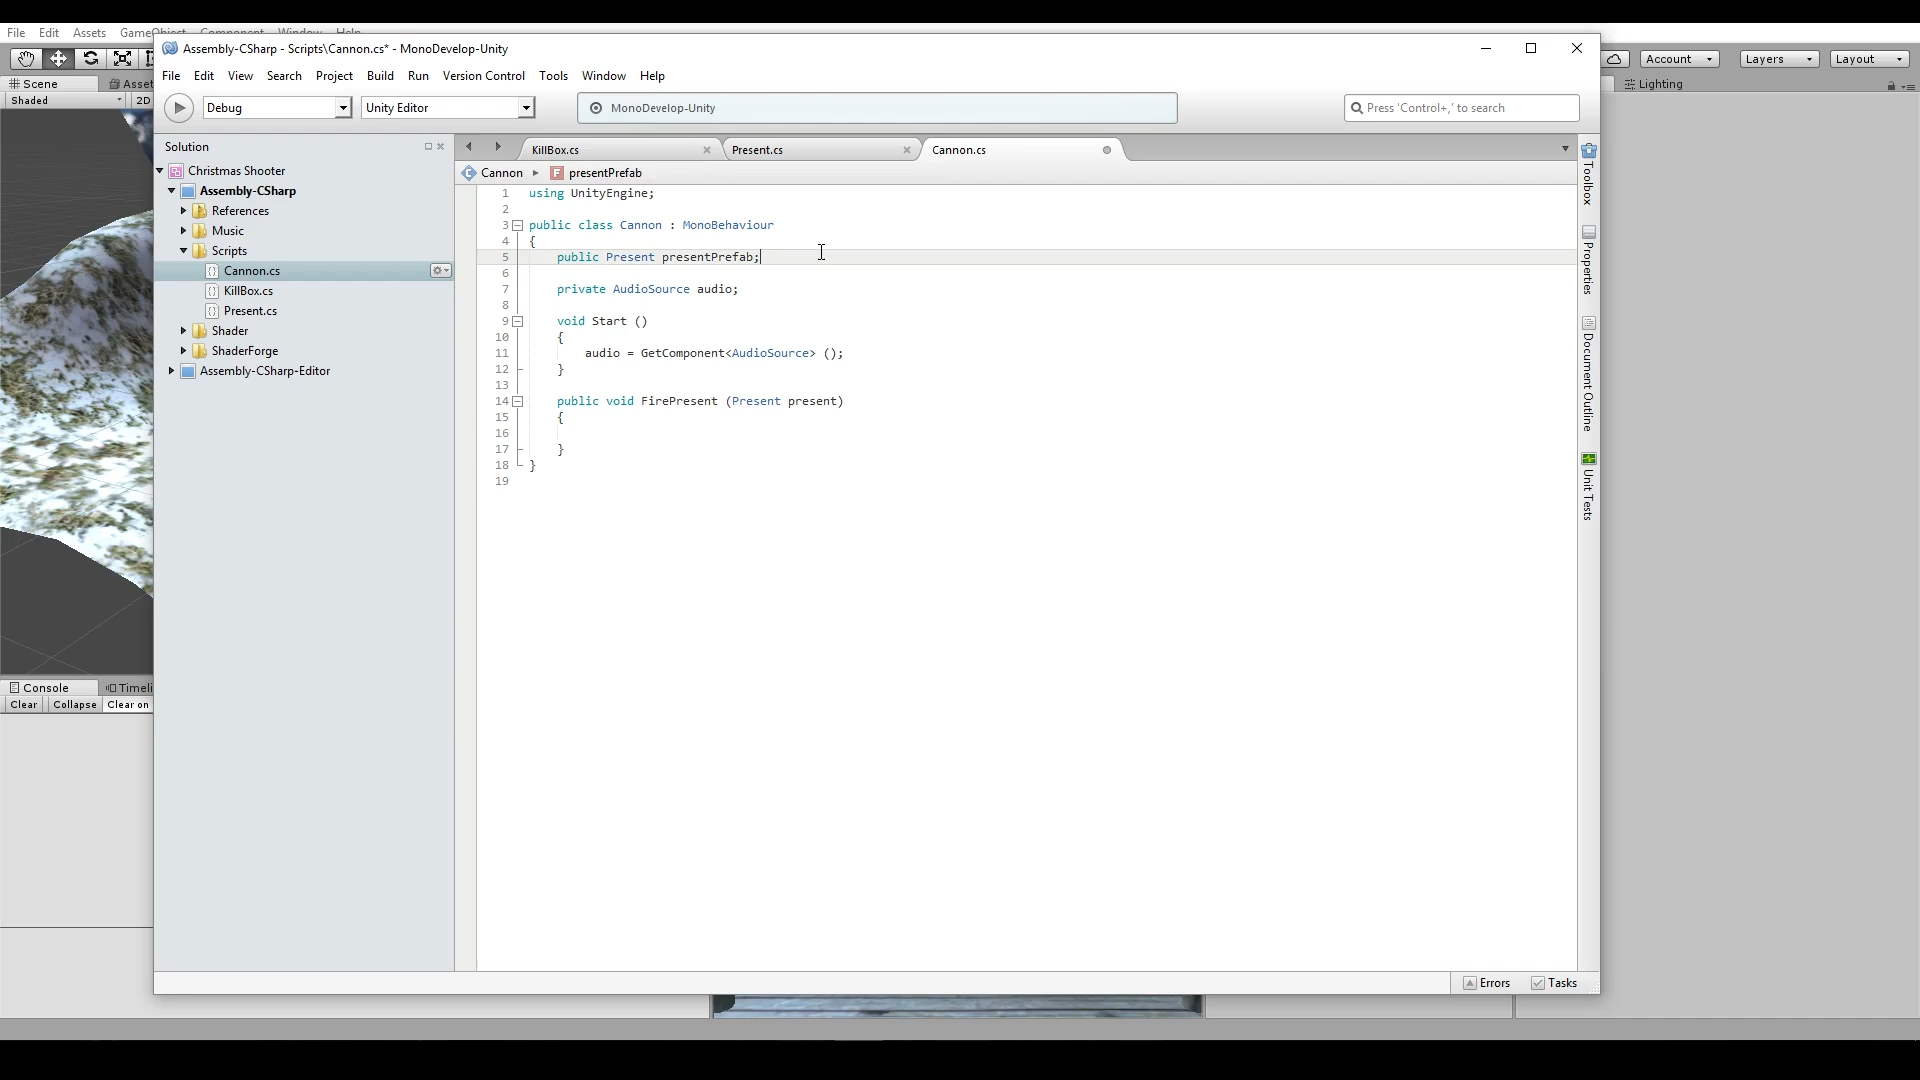 File Edit Assets GameObject Component Window Help
Assembly-CSharp - Scripts\Cannon.cs* - MonoDevelop-Unity
Account Layers Layout
File Edit View Search Project Build Run Version Control Tools Window Help
Scene Asset Lighting
Shaded 2D
Debug Unity Editor MonoDevelop-Unity Press 'Control+,' to search
Solution KillBox.cs Present.cs Cannon.cs
Cannon presentPrefab
Christmas Shooter
Assembly-CSharp
References
Music
Scripts
Cannon.cs
KillBox.cs
Present.cs
Shader
ShaderForge
Assembly-CSharp-Editor
1 using UnityEngine;
2
3 public class Cannon : MonoBehaviour
4 {
5 public Present presentPrefab;
6
7 private AudioSource audio;
8
9 void Start ()
10 {
11 audio = GetComponent<AudioSource> ();
12 }
13
14 public void FirePresent (Present present)
15 {
16
17 }
18 }
19
Toolbox
Properties
Document Outline
Unit Tests
Console Timeli
Clear Collapse Clear on
Errors Tasks